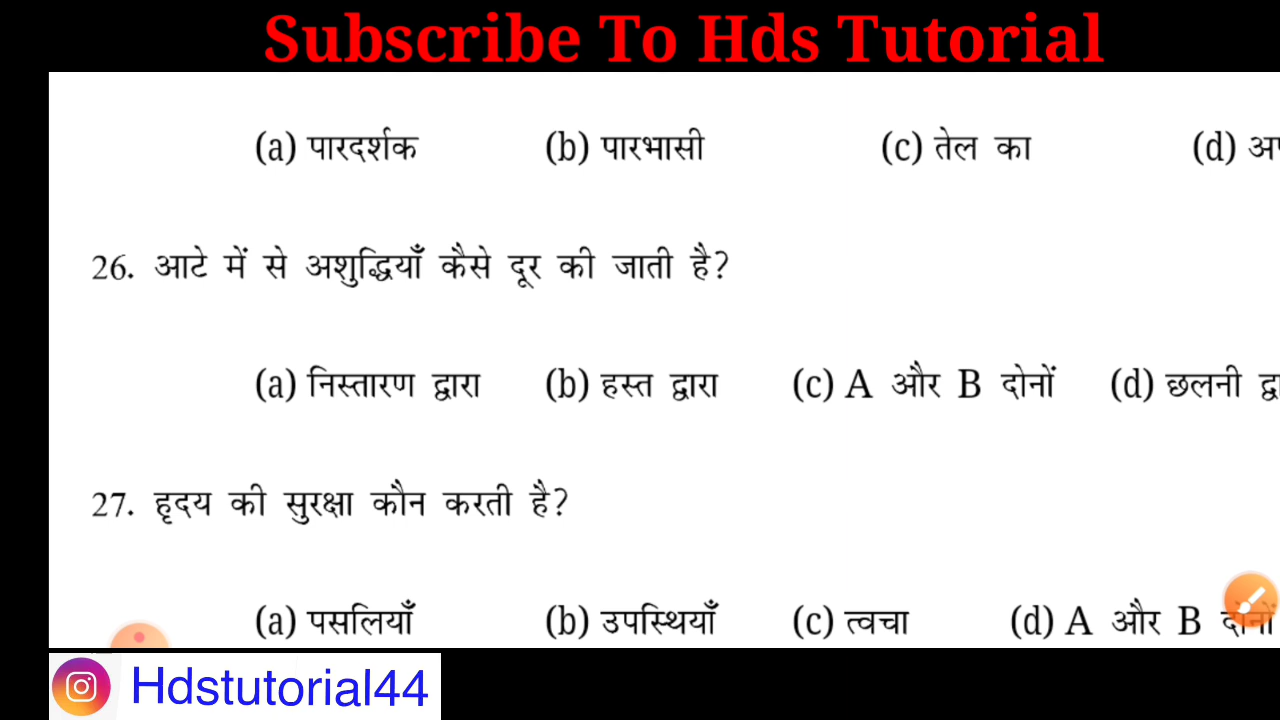 Subscribe To Hds Tutorial
(a) पारदर्शक (b) पारभासी (c) तेल का (d)
26. आटे में से अशुद्धियाँ कैसे दूर की जाती है?
(a) निस्तारण द्वारा (b) हस्त द्वारा (c) A और B दोनों (d) छलनी
27. हृदय की सुरक्षा कौन करती है?
(a) पसलियाँ (b) उपस्थियाँ (c) त्वचा (d) A और B दोनों
Hdstutorial44